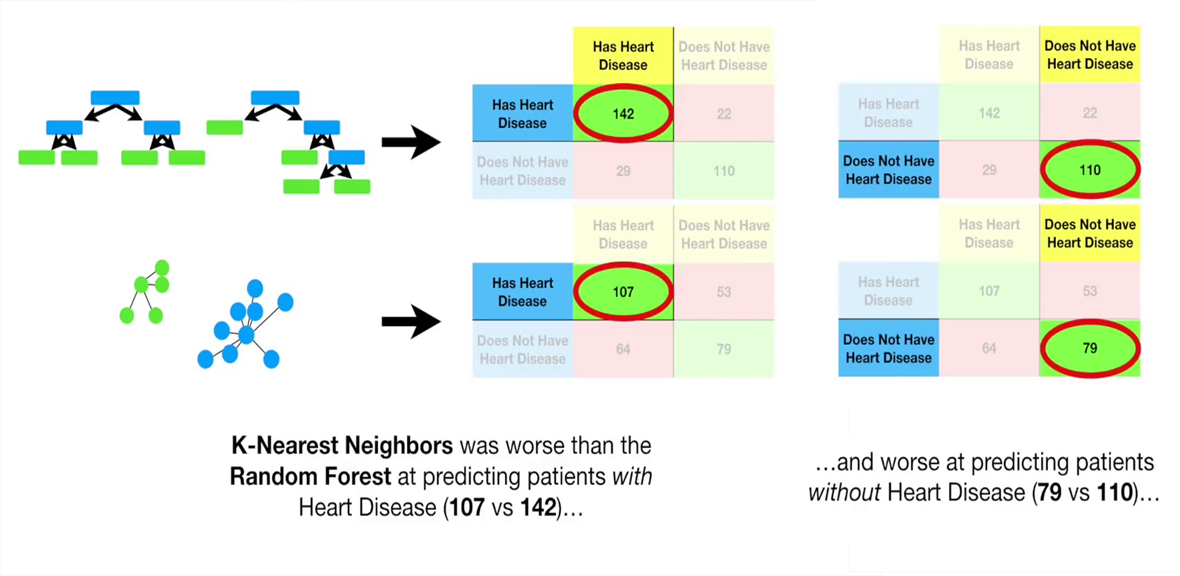 Has Heart Disease
Does Not Have Heart Disease
Has Heart Disease
142
22
Does Not Have Heart Disease
29
110
Has Heart Disease
Does Not Have Heart Disease
Has Heart Disease
142
22
Does Not Have Heart Disease
29
110
Has Heart Disease
Does Not Have Heart Disease
Has Heart Disease
107
53
Does Not Have Heart Disease
64
79
Has Heart Disease
Does Not Have Heart Disease
Has Heart Disease
107
53
Does Not Have Heart Disease
64
79
K-Nearest Neighbors was worse than the
Random Forest at predicting patients with
Heart Disease (107 vs 142)…
…and worse at predicting patients
without Heart Disease (79 vs 110)…